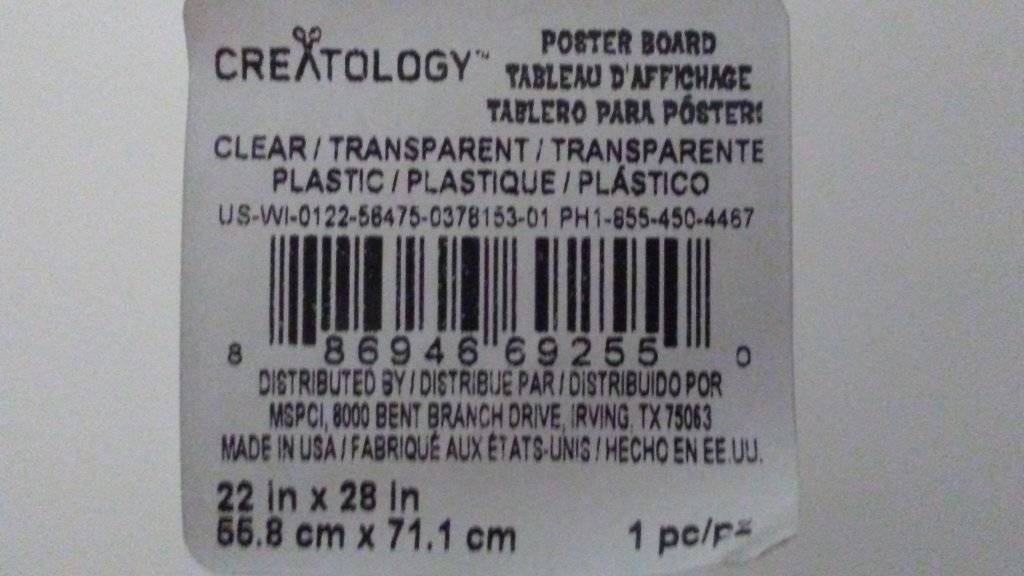 CREATOLOGY™
POSTER BOARD
TABLEAU D'AFFICHAGE
TABLERO PARA PÓSTERS
CLEAR / TRANSPARENT / TRANSPARENTE
PLASTIC / PLASTIQUE / PLÁSTICO
US-WI-0122-56475-0378153-01 PH1-855-450-4467
8 86946 69255 0
DISTRIBUTED BY / DISTRIBUÉ PAR / DISTRIBUIDO POR
MSPCI, 8000 BENT BRANCH DRIVE, IRVING, TX 75063
MADE IN USA / FABRIQUÉ AUX ÉTATS-UNIS / HECHO EN EE.UU.
22 in x 28 in
55.8 cm x 71.1 cm
1 pc/pz